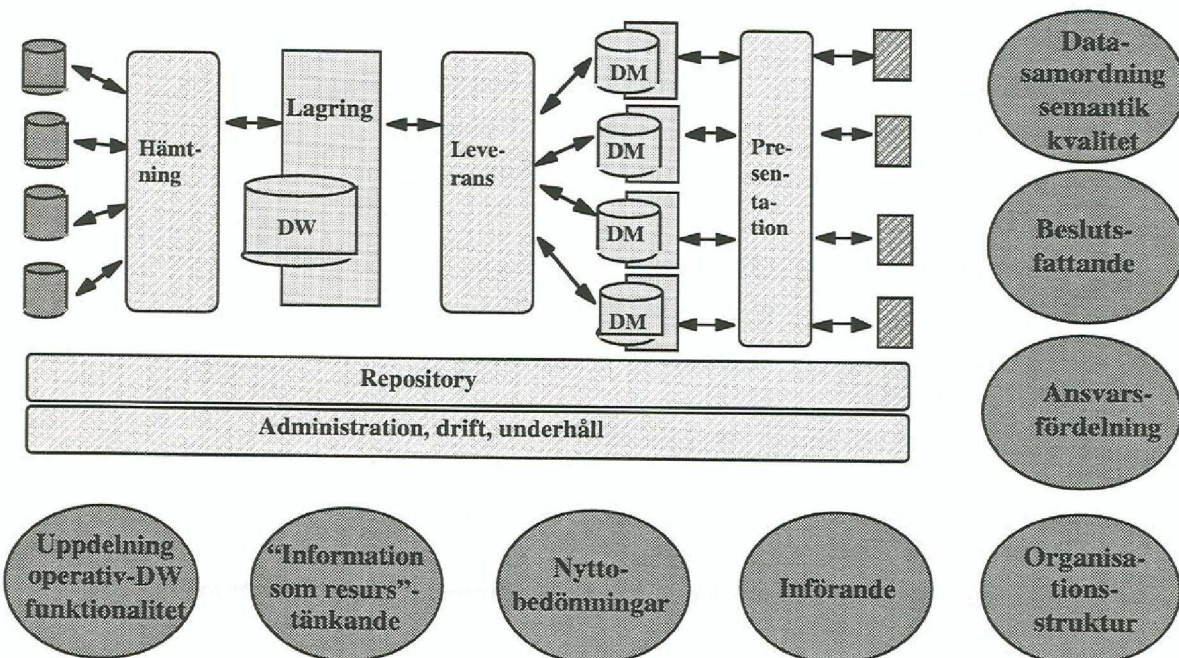 Hämt-
ning
Lagring
DW
Leve-
rans
DM
DM
DM
DM
Pre-
sen-
ta-
tion
Repository
Administration, drift, underhåll
Data-
samordning
semantik
kvalitet
Besluts-
fattande
Ansvars-
fördelning
Uppdelning
operativ-DW
funktionalitet
“Information
som resurs”-
tänkande
Nytto-
bedömningar
Införande
Organisa-
tions-
struktur